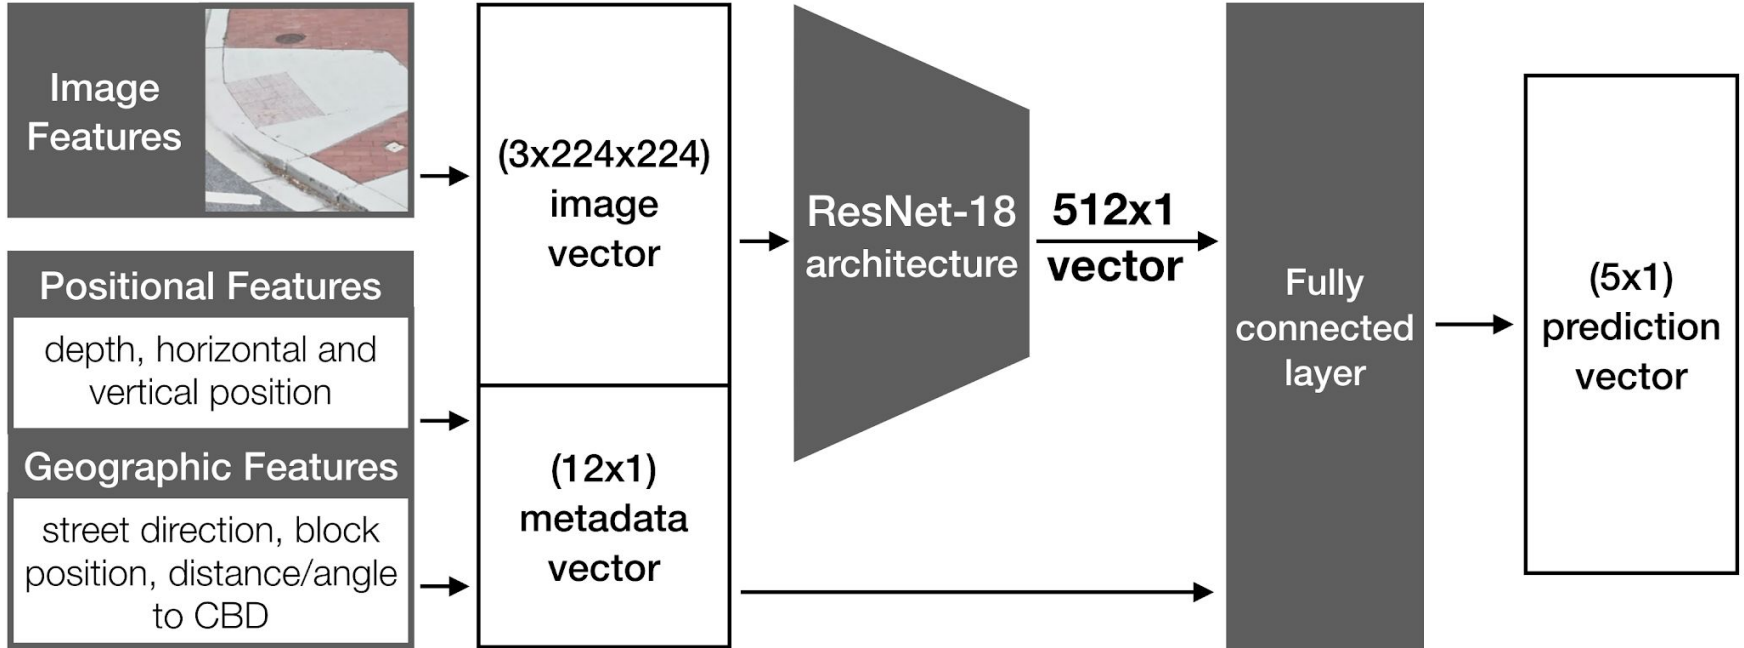 Image
Features
Positional Features
depth, horizontal and
vertical position
Geographic Features
street direction, block
position, distance/angle
to CBD
(3x224x224)
image
vector
(12x1)
metadata
vector
ResNet-18
architecture
512x1
vector
Fully
connected
layer
(5x1)
prediction
vector